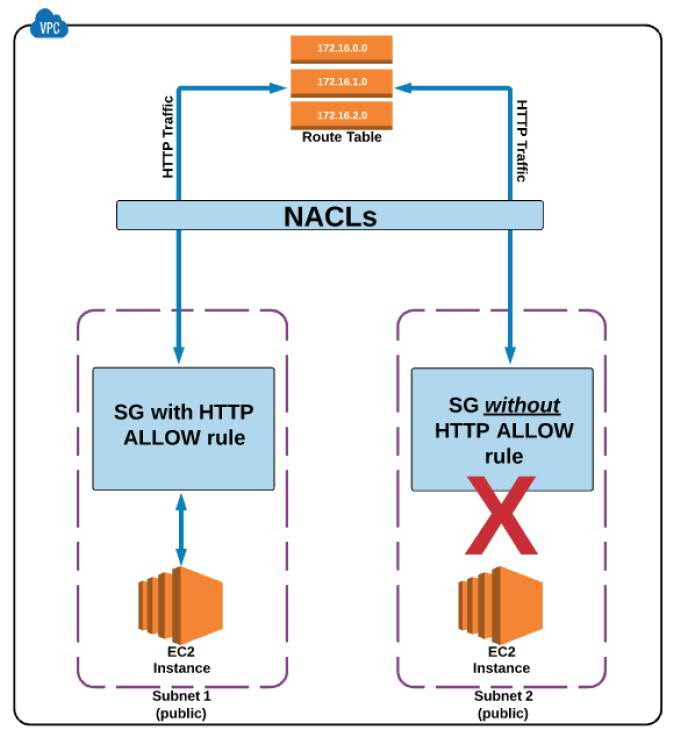 VPC
172.16.0.0
172.16.1.0
172.16.2.0
Route Table
HTTP Traffic
HTTP Traffic
NACLs
SG with HTTP
ALLOW rule
SG without
HTTP ALLOW
rule
X
EC2
Instance
EC2
Instance
Subnet 1
(public)
Subnet 2
(public)